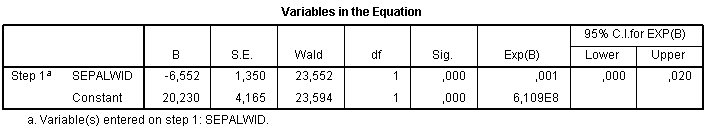 Variables in the Equation
95% C.I.for EXP(B)
B S.E. Wald df Sig. Exp(B) Lower Upper
Step 1a SEPALWID -6,552 1,350 23,552 1 ,000 ,001 ,000 ,020
Constant 20,230 4,165 23,594 1 ,000 6,109E8
a. Variable(s) entered on step 1: SEPALWID.